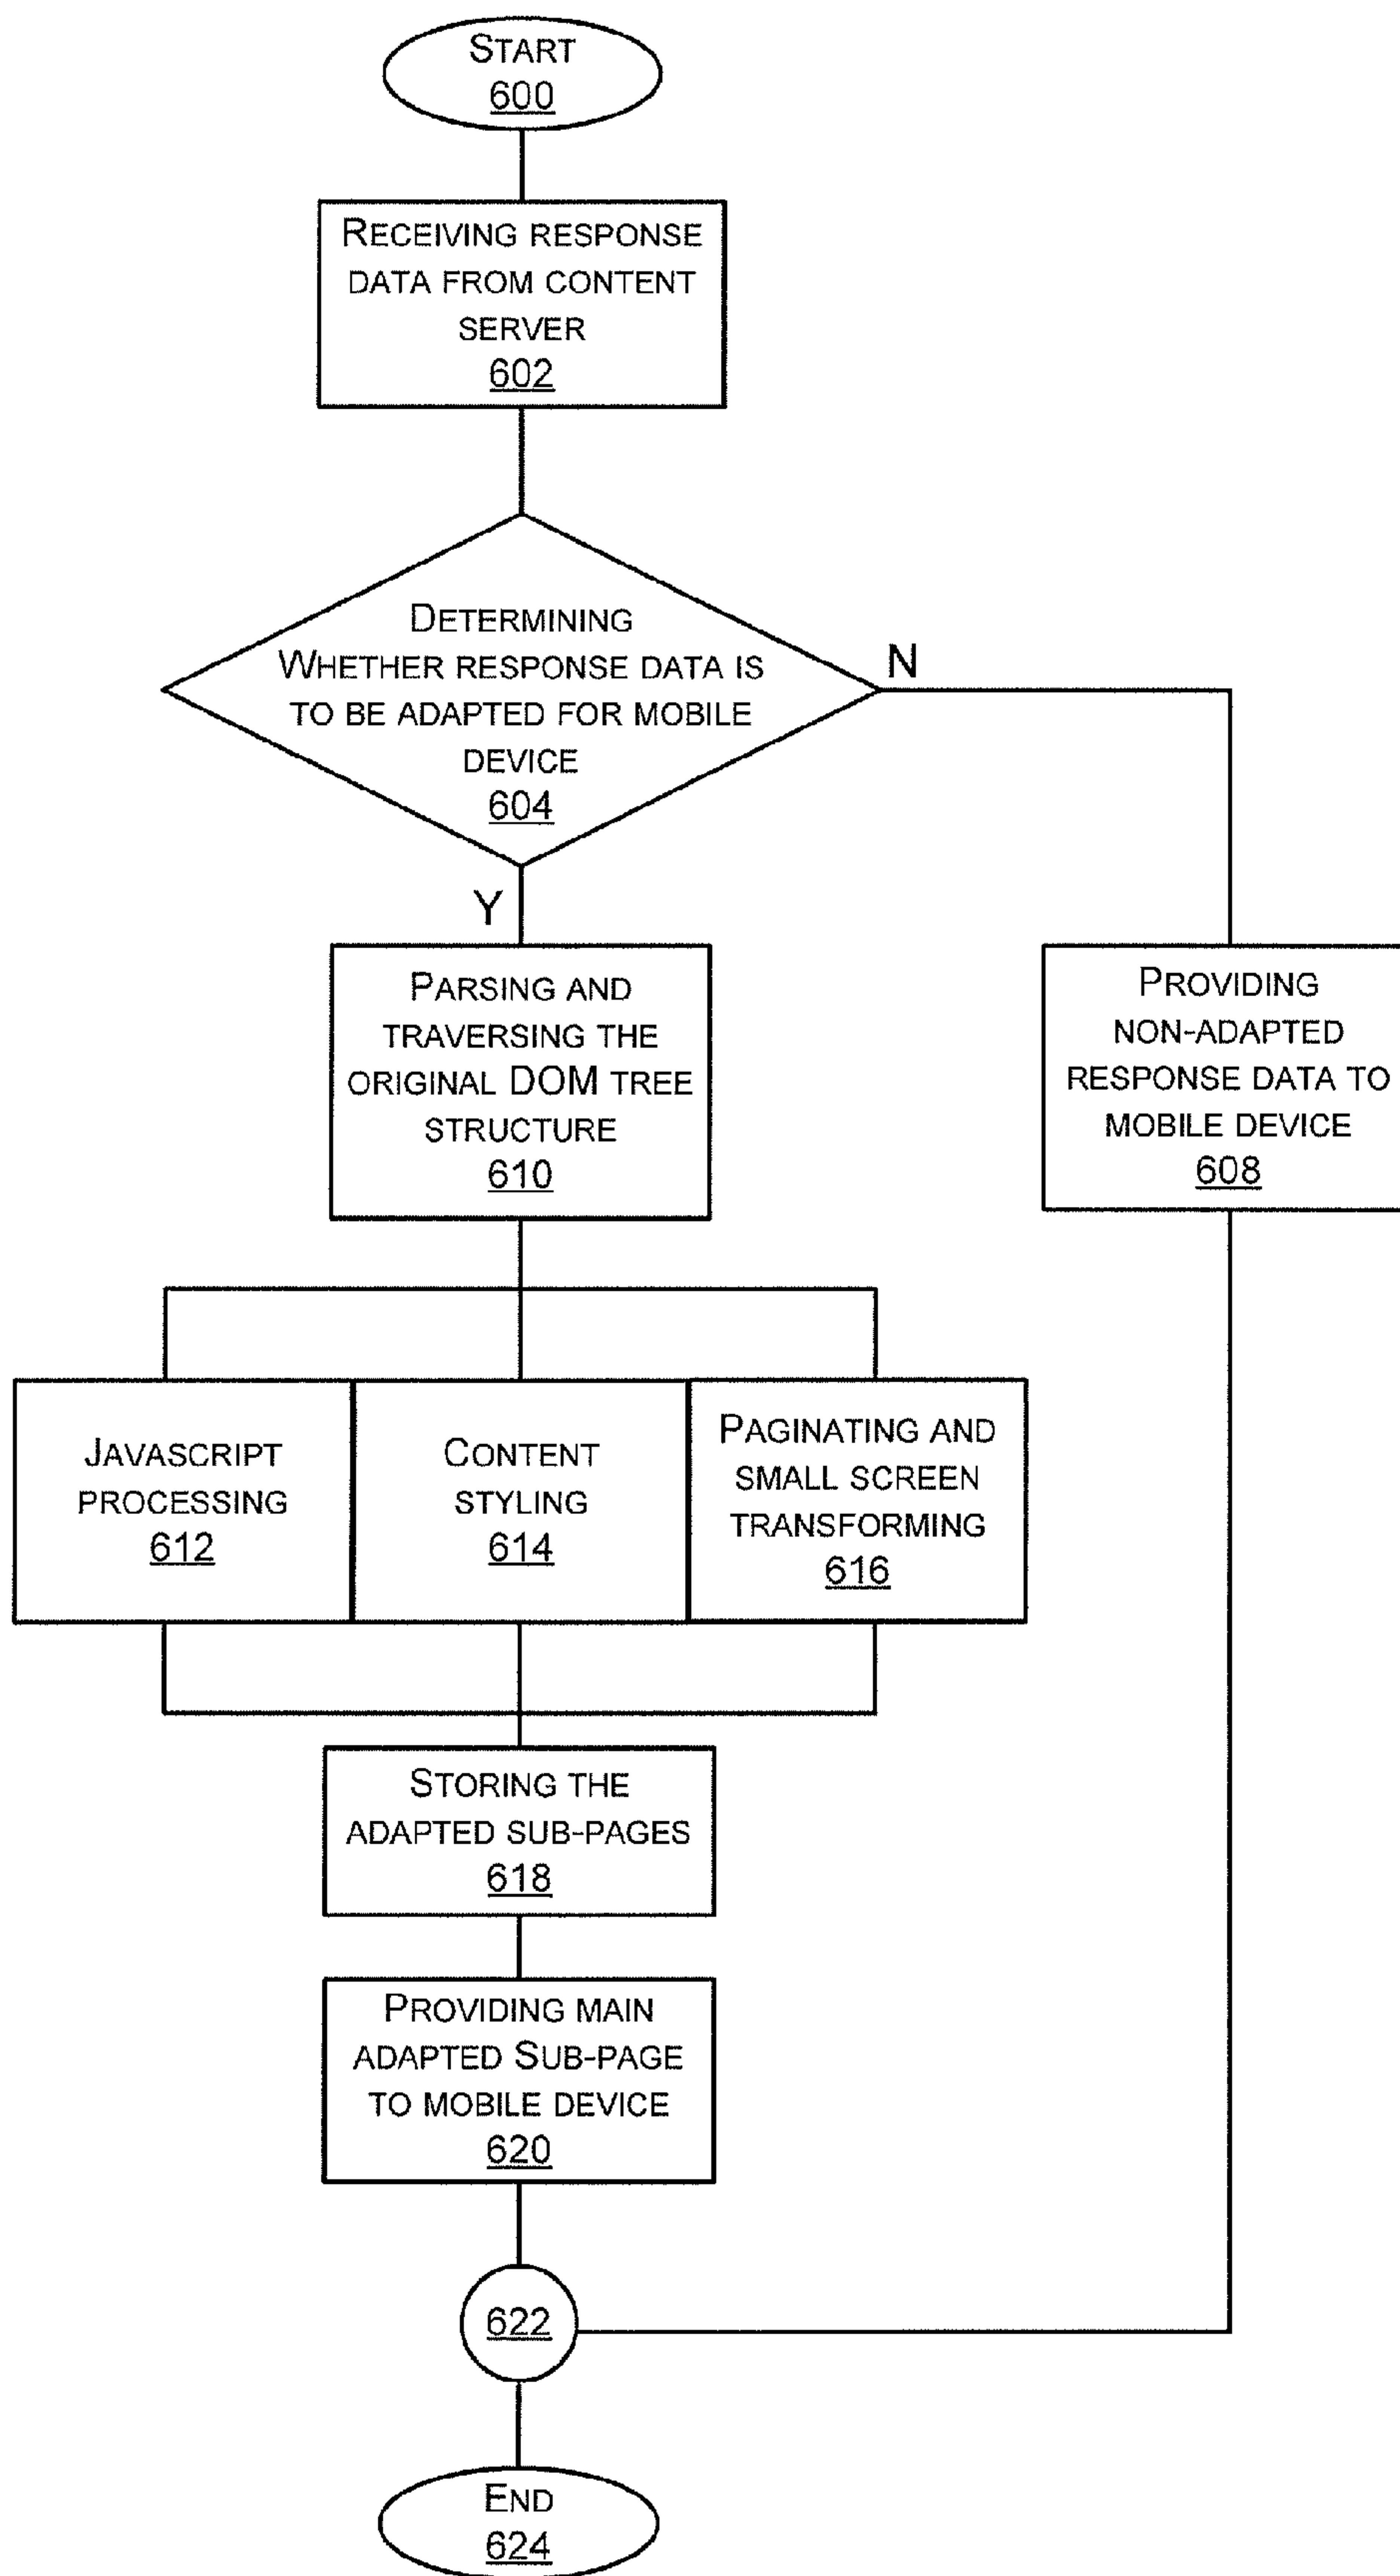 START
600
RECEIVING RESPONSE
DATA FROM CONTENT
SERVER
602
DETERMINING
WHETHER RESPONSE DATA IS
TO BE ADAPTED FOR MOBILE
DEVICE
604
N
Y
PARSING AND
TRAVERSING THE
ORIGINAL DOM TREE
STRUCTURE
610
PROVIDING
NON-ADAPTED
RESPONSE DATA TO
MOBILE DEVICE
608
JAVASCRIPT
PROCESSING
612
CONTENT
STYLING
614
PAGINATING AND
SMALL SCREEN
TRANSFORMING
616
STORING THE
ADAPTED SUB-PAGES
618
PROVIDING MAIN
ADAPTED SUB-PAGE
TO MOBILE DEVICE
620
622
END
624